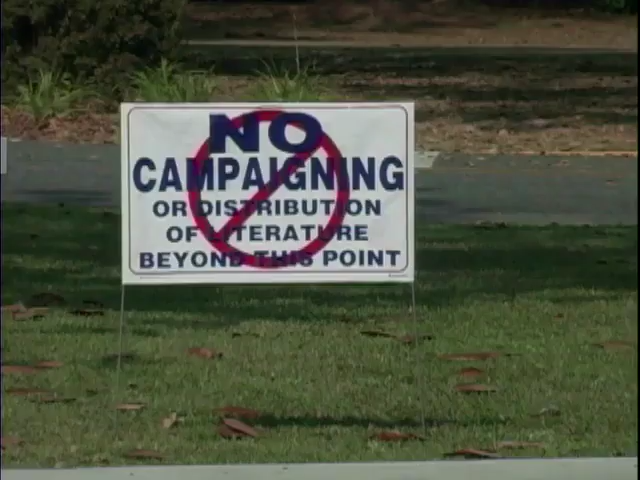 NO
CAMPAIGNING
OR DISTRIBUTION
OF LITERATURE
BEYOND THIS POINT